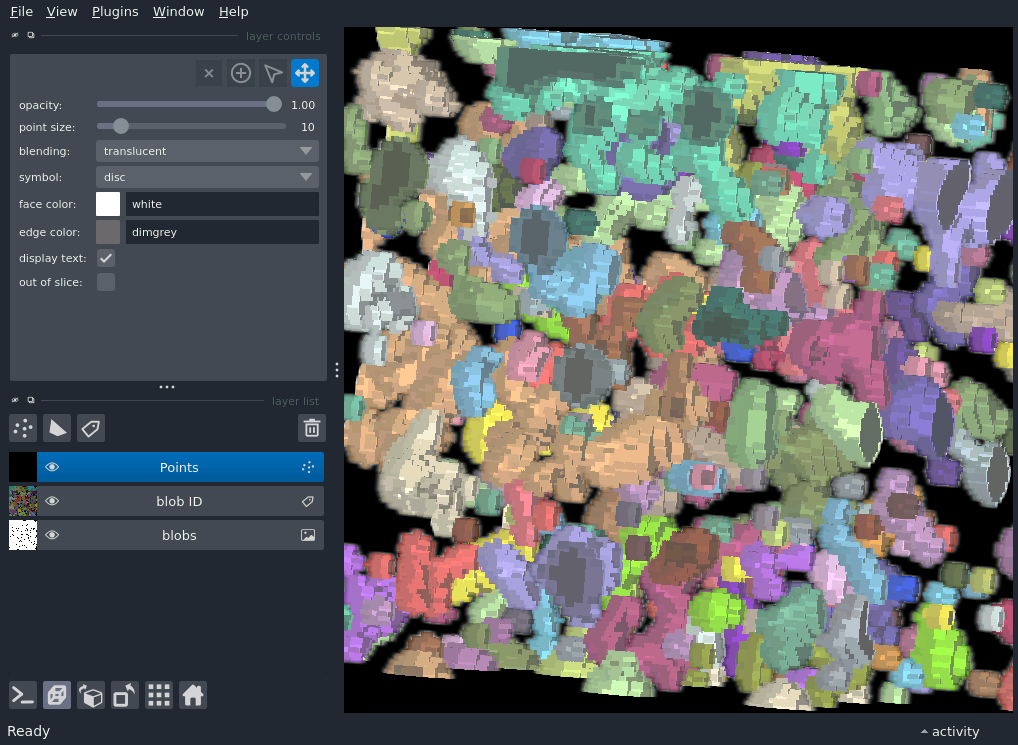 File View Plugins Window Help
layer controls
opacity: 1.00
point size: 10
blending: translucent
symbol: disc
face color: white
edge color: dimgrey
display text:
out of slice:
layer list
Points
blob ID
blobs
Ready
activity